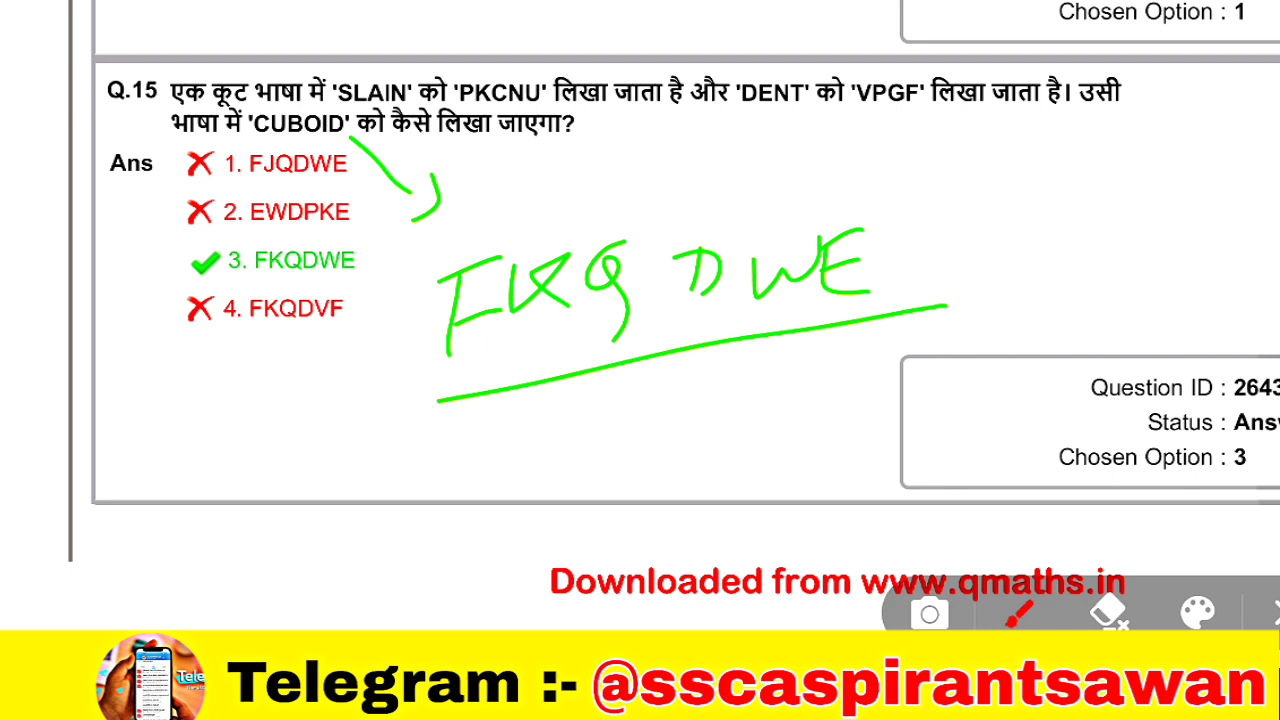 Chosen Option : 1
Q.15 एक कूट भाषा में 'SLAIN' को 'PKCNU' लिखा जाता है और 'DENT' को 'VPGF' लिखा जाता है। उसी
भाषा में 'CUBOID' को कैसे लिखा जाएगा?
Ans 1. FJQDWE
2. EWDPKE
3. FKQDWE
4. FKQDVF
FKQDWE
Question ID : 2643
Status : Ans
Chosen Option : 3
Downloaded from www.qmaths.in
Telegram :- @sscaspirantsawan